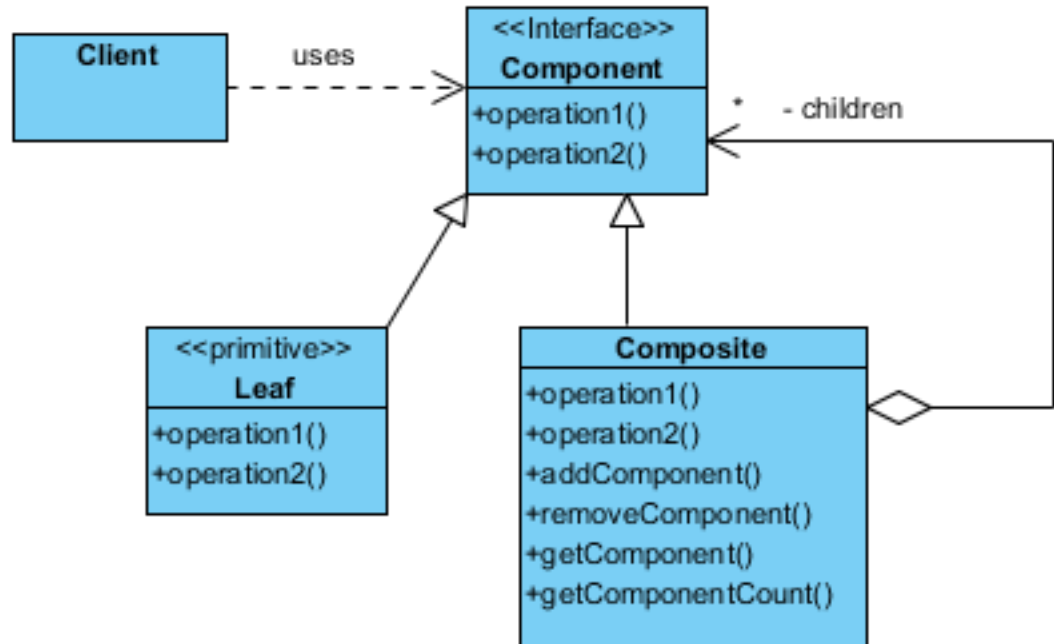 Client
uses
<<Interface>>
Component
+operation1()
+operation2()
* - children
<<primitive>>
Leaf
+operation1()
+operation2()
Composite
+operation1()
+operation2()
+addComponent()
+removeComponent()
+getComponent()
+getComponentCount()